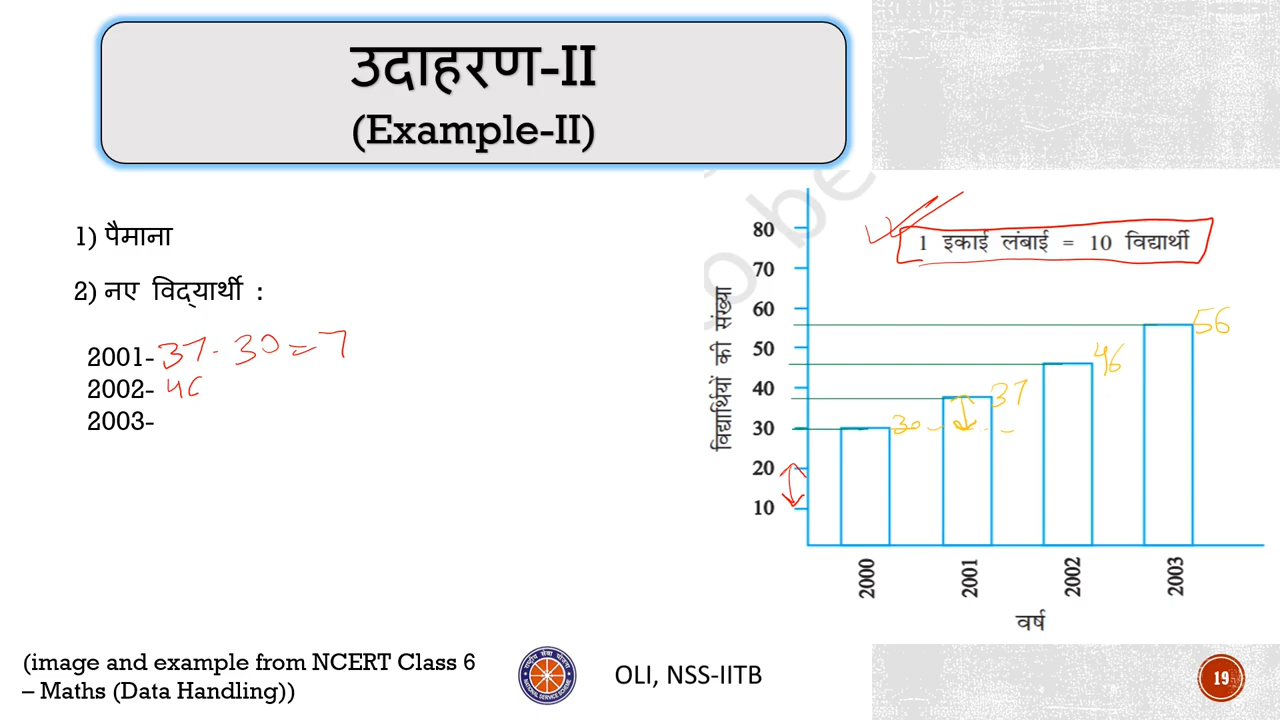 उदाहरण-II
(Example-II)
1) पैमाना
2) नए विद्यार्थी :
2001- 37 - 30 = 7
2002- 46
2003-
to be
1 इकाई लंबाई = 10 विद्यार्थी
विद्यार्थियों की संख्या
80
70
60
50
40
30
20
10
30
37
46
56
2000
2001
2002
2003
वर्ष
(image and example from NCERT Class 6
– Maths (Data Handling))
OLI, NSS-IITB
19